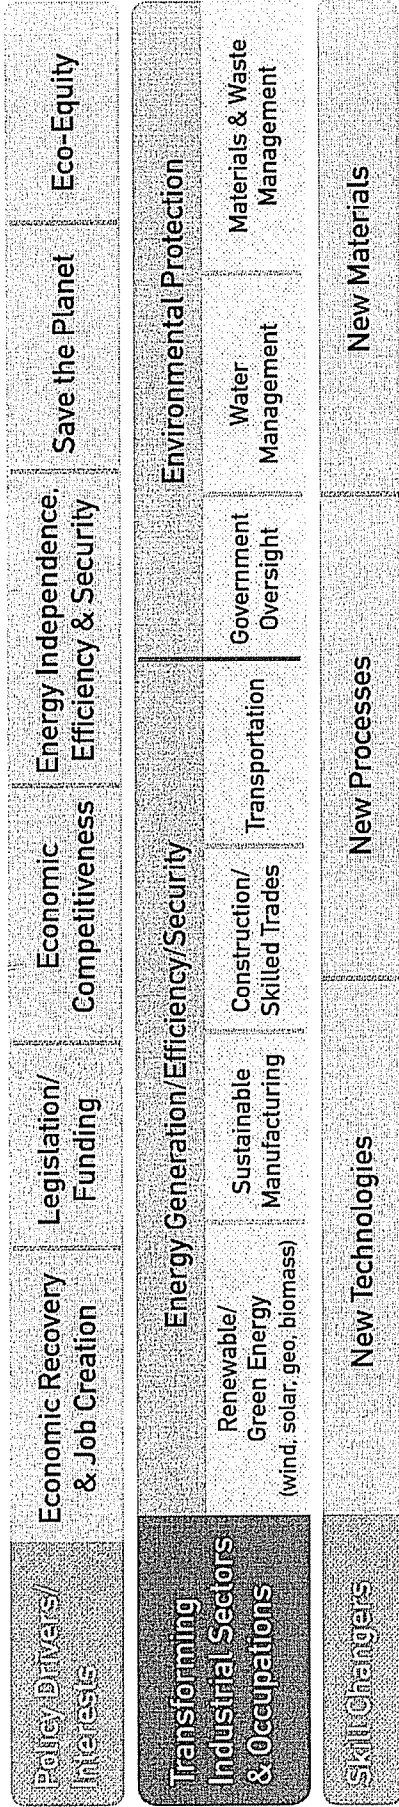 Policy Drivers/
Interests
Economic Recovery
& Job Creation
Legislation/
Funding
Economic
Competitiveness
Energy Independence,
Efficiency & Security
Save the Planet
Eco-Equity
Transforming
Industrial Sectors
& Occupations
Energy Generation/Efficiency/Security
Environmental Protection
Renewable/
Green Energy
(wind, solar, geo, biomass)
Sustainable
Manufacturing
Construction/
Skilled Trades
Transportation
Government
Oversight
Water
Management
Materials & Waste
Management
Skill Changers
New Technologies
New Processes
New Materials